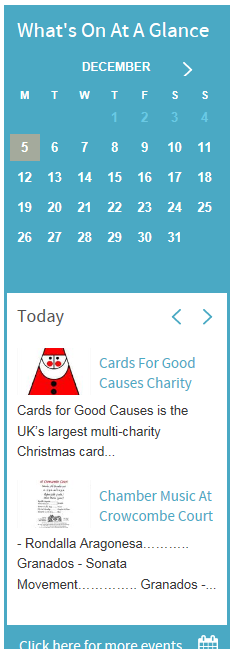 What's On At A Glance
DECEMBER
M T W T F S S
1 2 3 4
5 6 7 8 9 10 11
12 13 14 15 16 17 18
19 20 21 22 23 24 25
26 27 28 29 30 31
Today
Cards For Good
Causes Charity
Cards for Good Causes is the
UK's largest multi-charity
Christmas card...
Chamber Music At
Crowcombe Court
- Rondalla Aragonesa………..
Granados - Sonata
Movement………….. Granados -...
Click here for more events